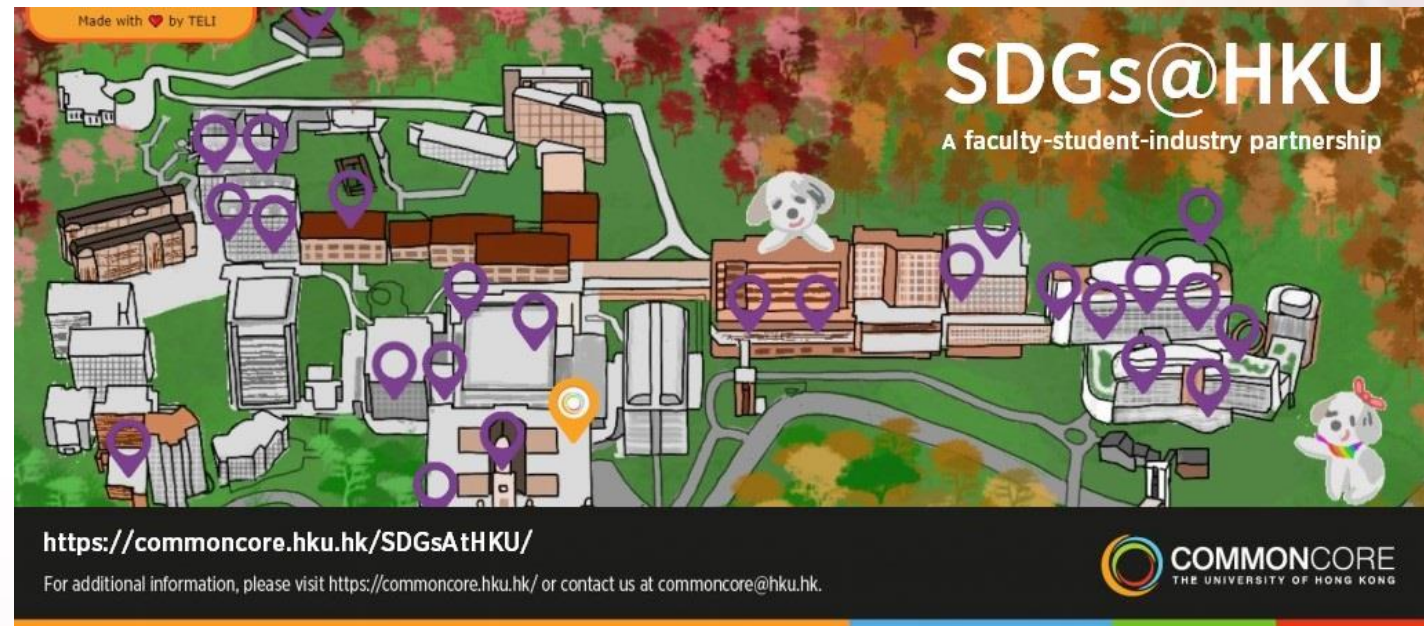 Made with ❤ by TELI
SDGs@HKU
A faculty-student-industry partnership
https://commoncore.hku.hk/SDGsAtHKU/
For additional information, please visit https://commoncore.hku.hk/ or contact us at commoncore@hku.hk.
COMMONCORE
THE UNIVERSITY OF HONG KONG